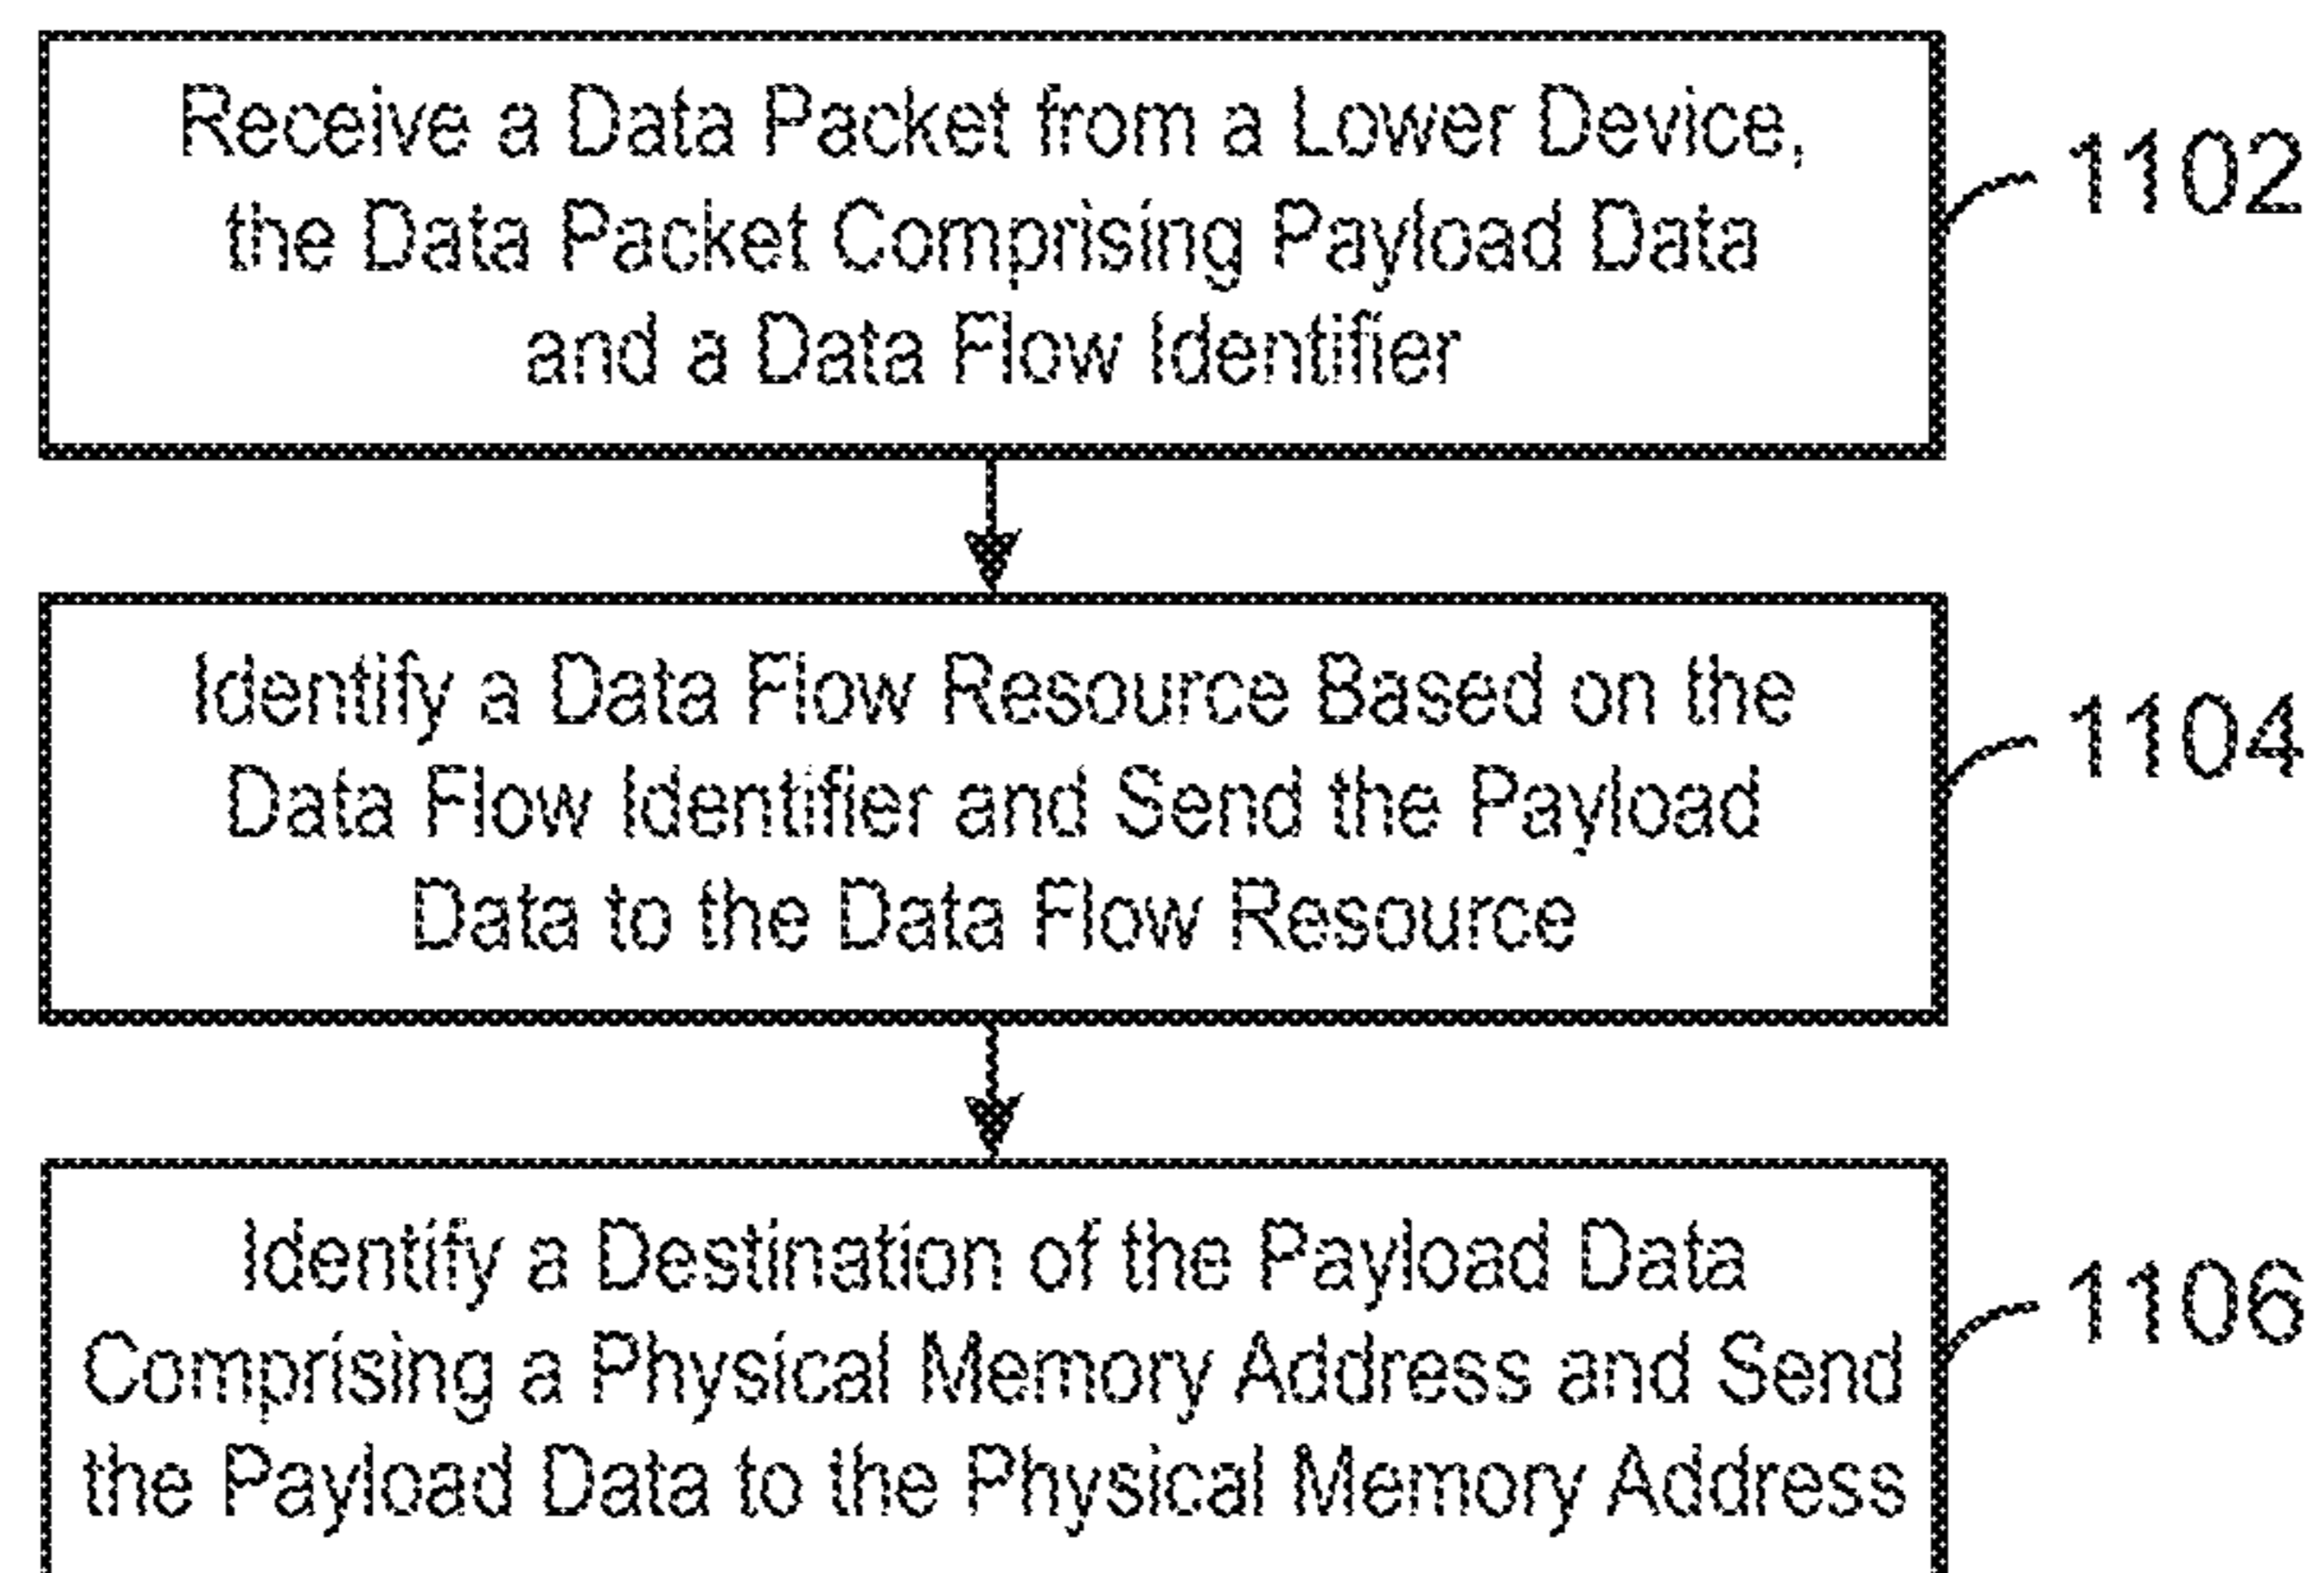 Receive a Data Packet from a Lower Device,
the Data Packet Comprising Payload Data
and a Data Flow Identifier
1102
Identify a Data Flow Resource Based on the
Data Flow Identifier and Send the Payload
Data to the Data Flow Resource
1104
Identify a Destination of the Payload Data
Comprising a Physical Memory Address and Send
the Payload Data to the Physical Memory Address
1106